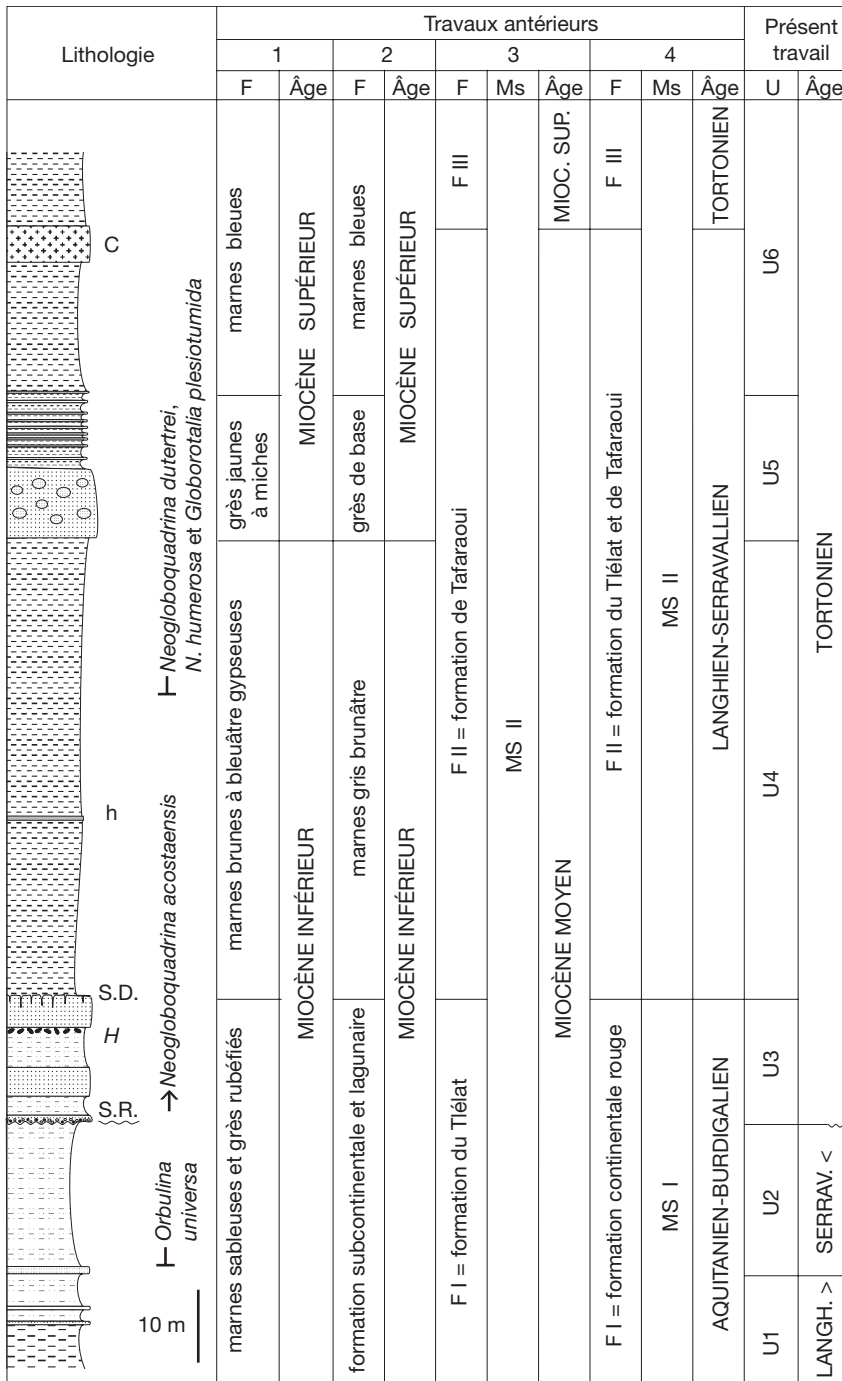 Lithologie
Travaux antérieurs
Présent
travail
1
2
3
4
F
Âge
F
Âge
F
Ms
Âge
F
Ms
Âge
U
Âge
C
h
S.D.
H
S.R.
10 m
Neogloboquadrina dutertrei,
N. humerosa et Globorotalia plesiotumida
→Neogloboquadrina acostaensis
Orbulina
universa
marnes bleues
grès jaunes
à miches
marnes brunes à bleuâtre gypseuses
marnes sableuses et grès rubéfiés
MIOCÈNE SUPÉRIEUR
MIOCÈNE INFÉRIEUR
marnes bleues
grès de base
marnes gris brunâtre
formation subcontinentale et lagunaire
MIOCÈNE SUPÉRIEUR
MIOCÈNE INFÉRIEUR
F III
F II = formation de Tafaraoui
F I = formation du Tlélat
MS II
MIOC. SUP.
MIOCÈNE MOYEN
F III
F II = formation du Tlélat et de Tafaraoui
F I = formation continentale rouge
MS II
MS I
TORTONIEN
LANGHIEN-SERRAVALLIEN
AQUITANIEN-BURDIGALIEN
U6
U5
U4
U3
U2
U1
TORTONIEN
SERRAV. <
LANGH. >